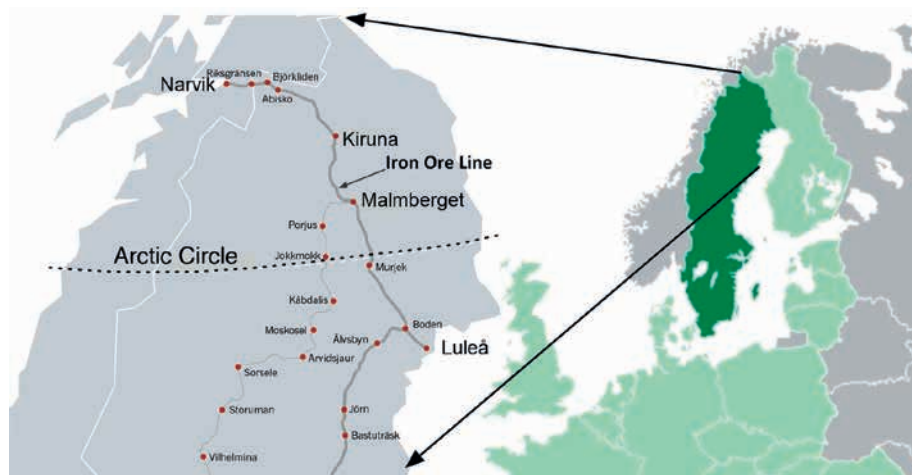 Riksgränsen
Björkliden
Narvik
Abisko
Kiruna
Iron Ore Line
Malmberget
Porjus
Arctic Circle
Jokkmokk
Murjek
Kåbdalis
Moskosel
Älvsbyn
Boden
Luleå
Arvidsjaur
Sorsele
Storuman
Jörn
Bastuträsk
Vilhelmina